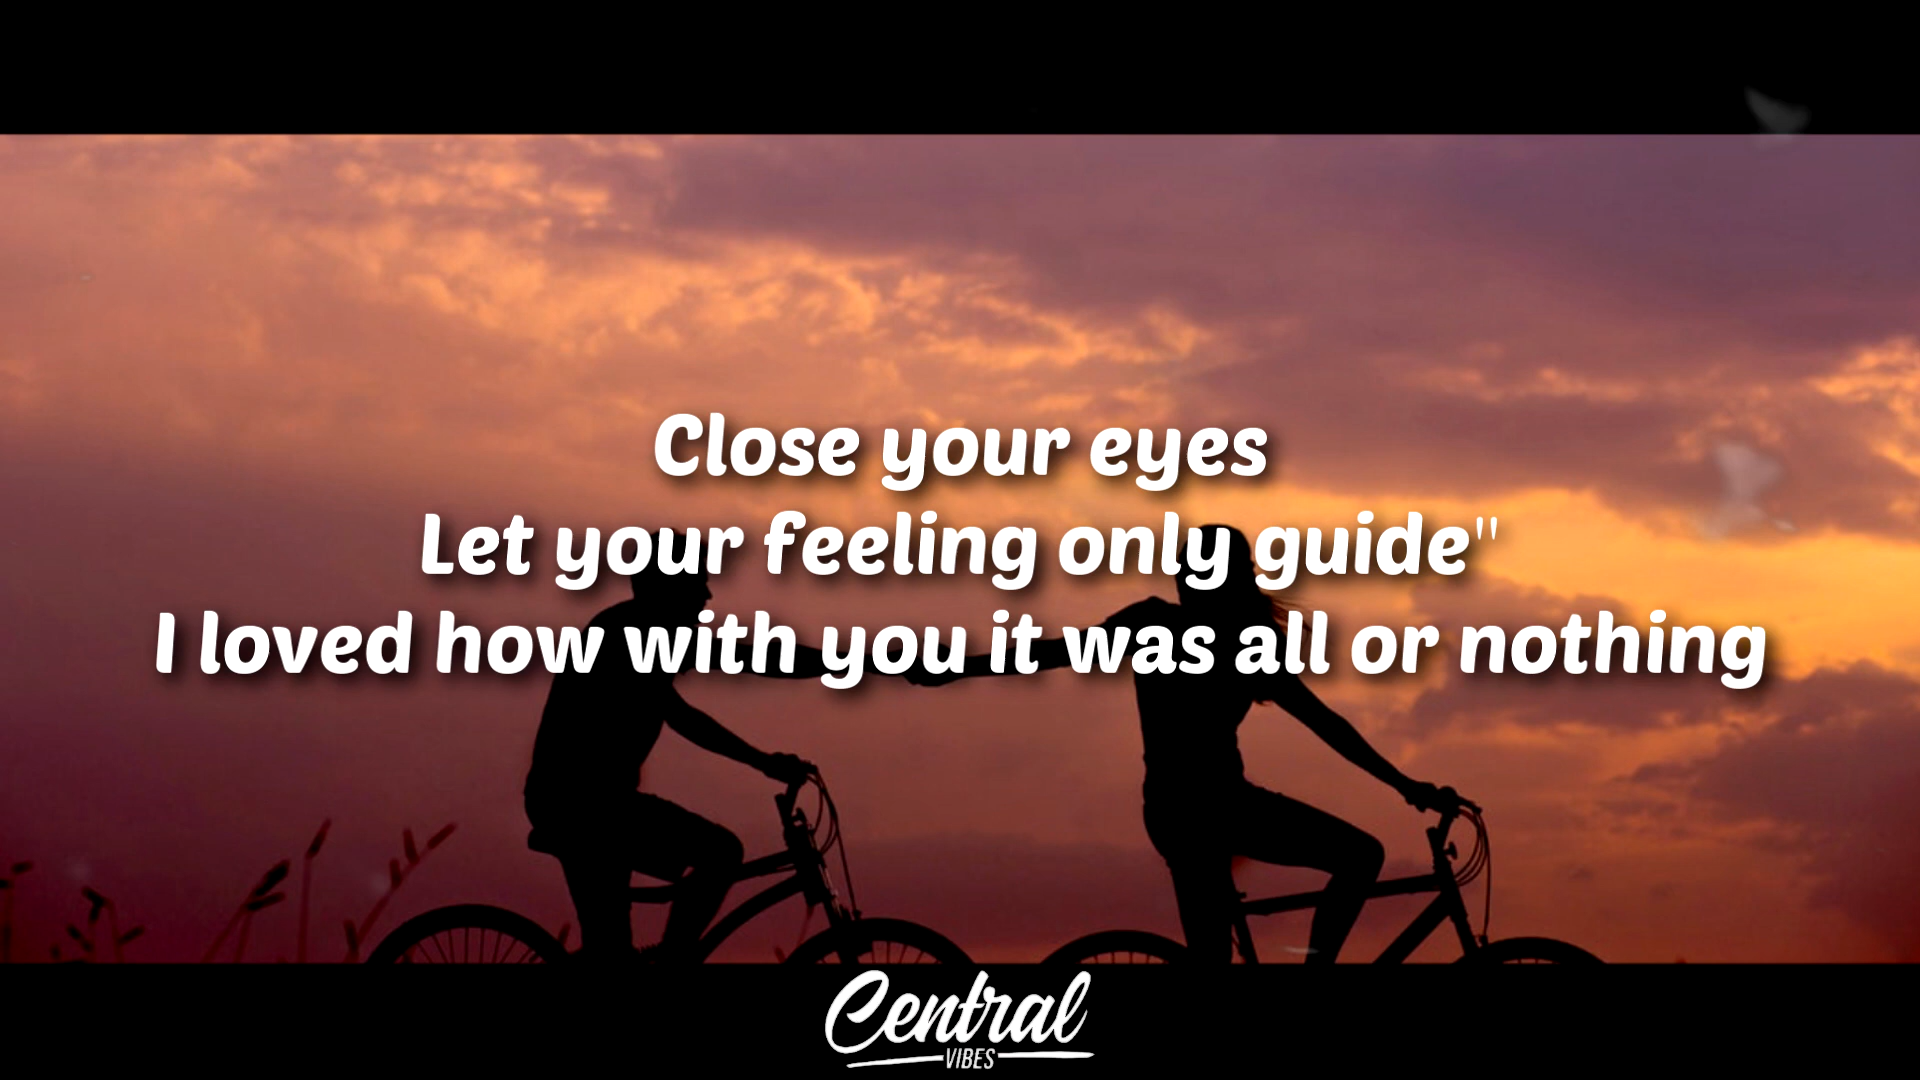 Close your eyes
Let your feeling only guide"
I loved how with you it was all or nothing
Central
VIBES